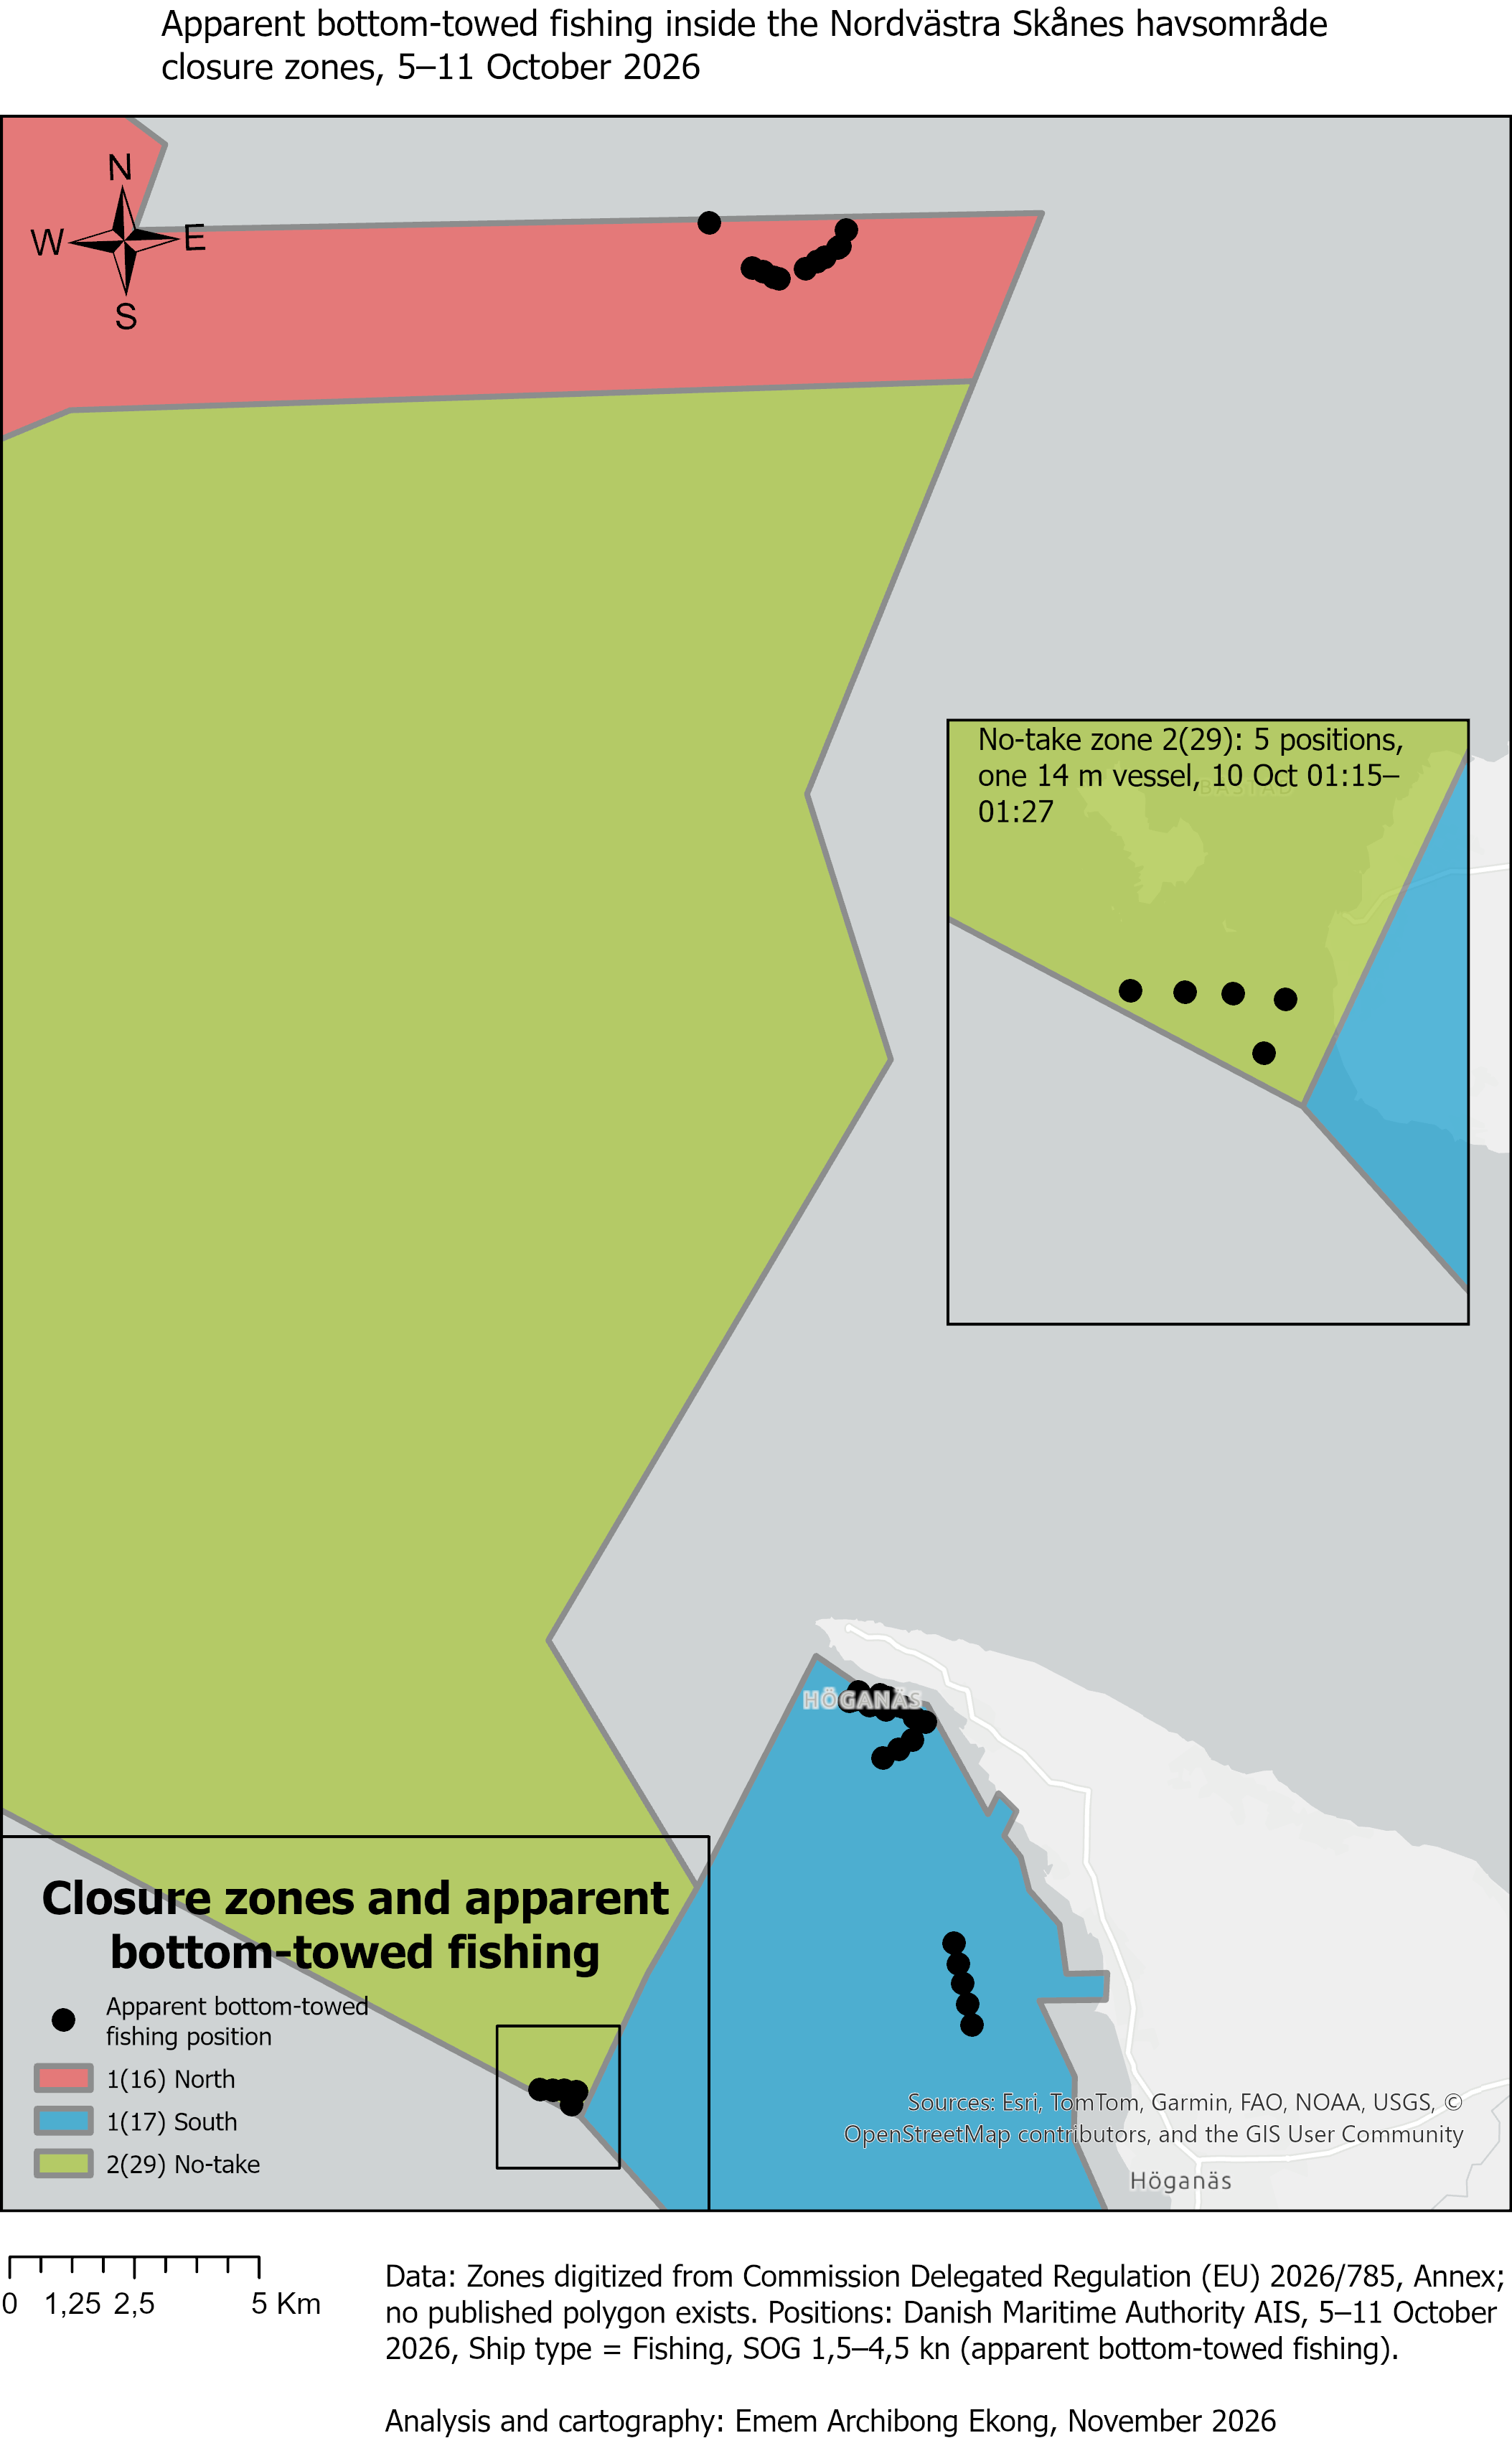 Apparent bottom-towed fishing inside the Nordvästra Skånes havsområde
closure zones, 5–11 October 2026
N
W
E
S
No-take zone 2(29): 5 positions,
one 14 m vessel, 10 Oct 01:15–
01:27
BÅSTAD
HÖGANÄS
Closure zones and apparent
bottom-towed fishing
Apparent bottom-towed
fishing position
1(16) North
1(17) South
2(29) No-take
Sources: Esri, TomTom, Garmin, FAO, NOAA, USGS, ©
OpenStreetMap contributors, and the GIS User Community
Höganäs
0 1,25 2,5 5 Km
Data: Zones digitized from Commission Delegated Regulation (EU) 2026/785, Annex;
no published polygon exists. Positions: Danish Maritime Authority AIS, 5–11 October
2026, Ship type = Fishing, SOG 1,5–4,5 kn (apparent bottom-towed fishing).
Analysis and cartography: Emem Archibong Ekong, November 2026